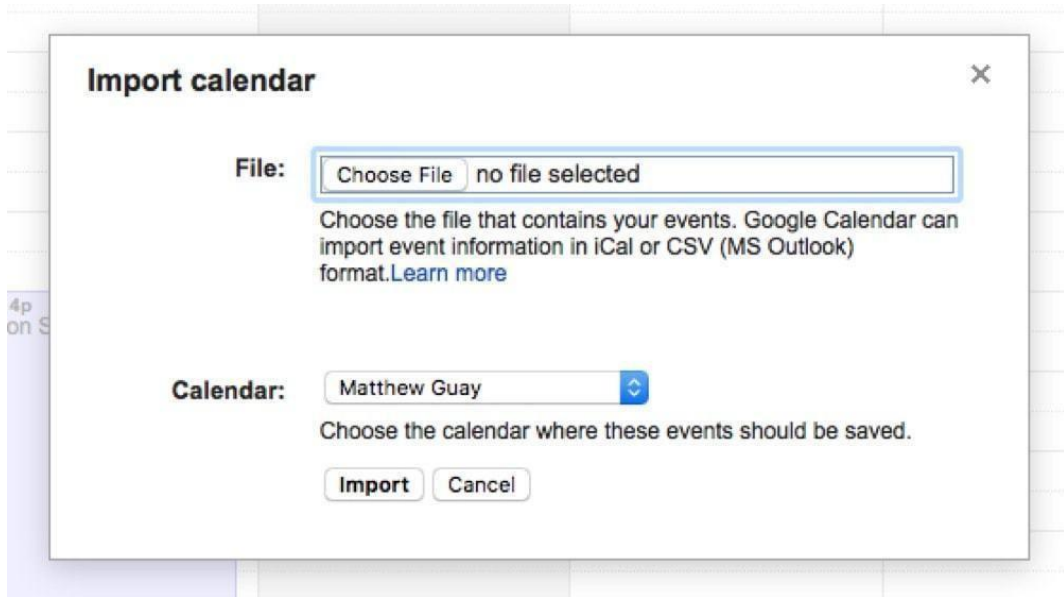 Import calendar
File: Choose File no file selected
Choose the file that contains your events. Google Calendar can
import event information in iCal or CSV (MS Outlook)
format.Learn more
4p
on S
Calendar: Matthew Guay
Choose the calendar where these events should be saved.
Import Cancel